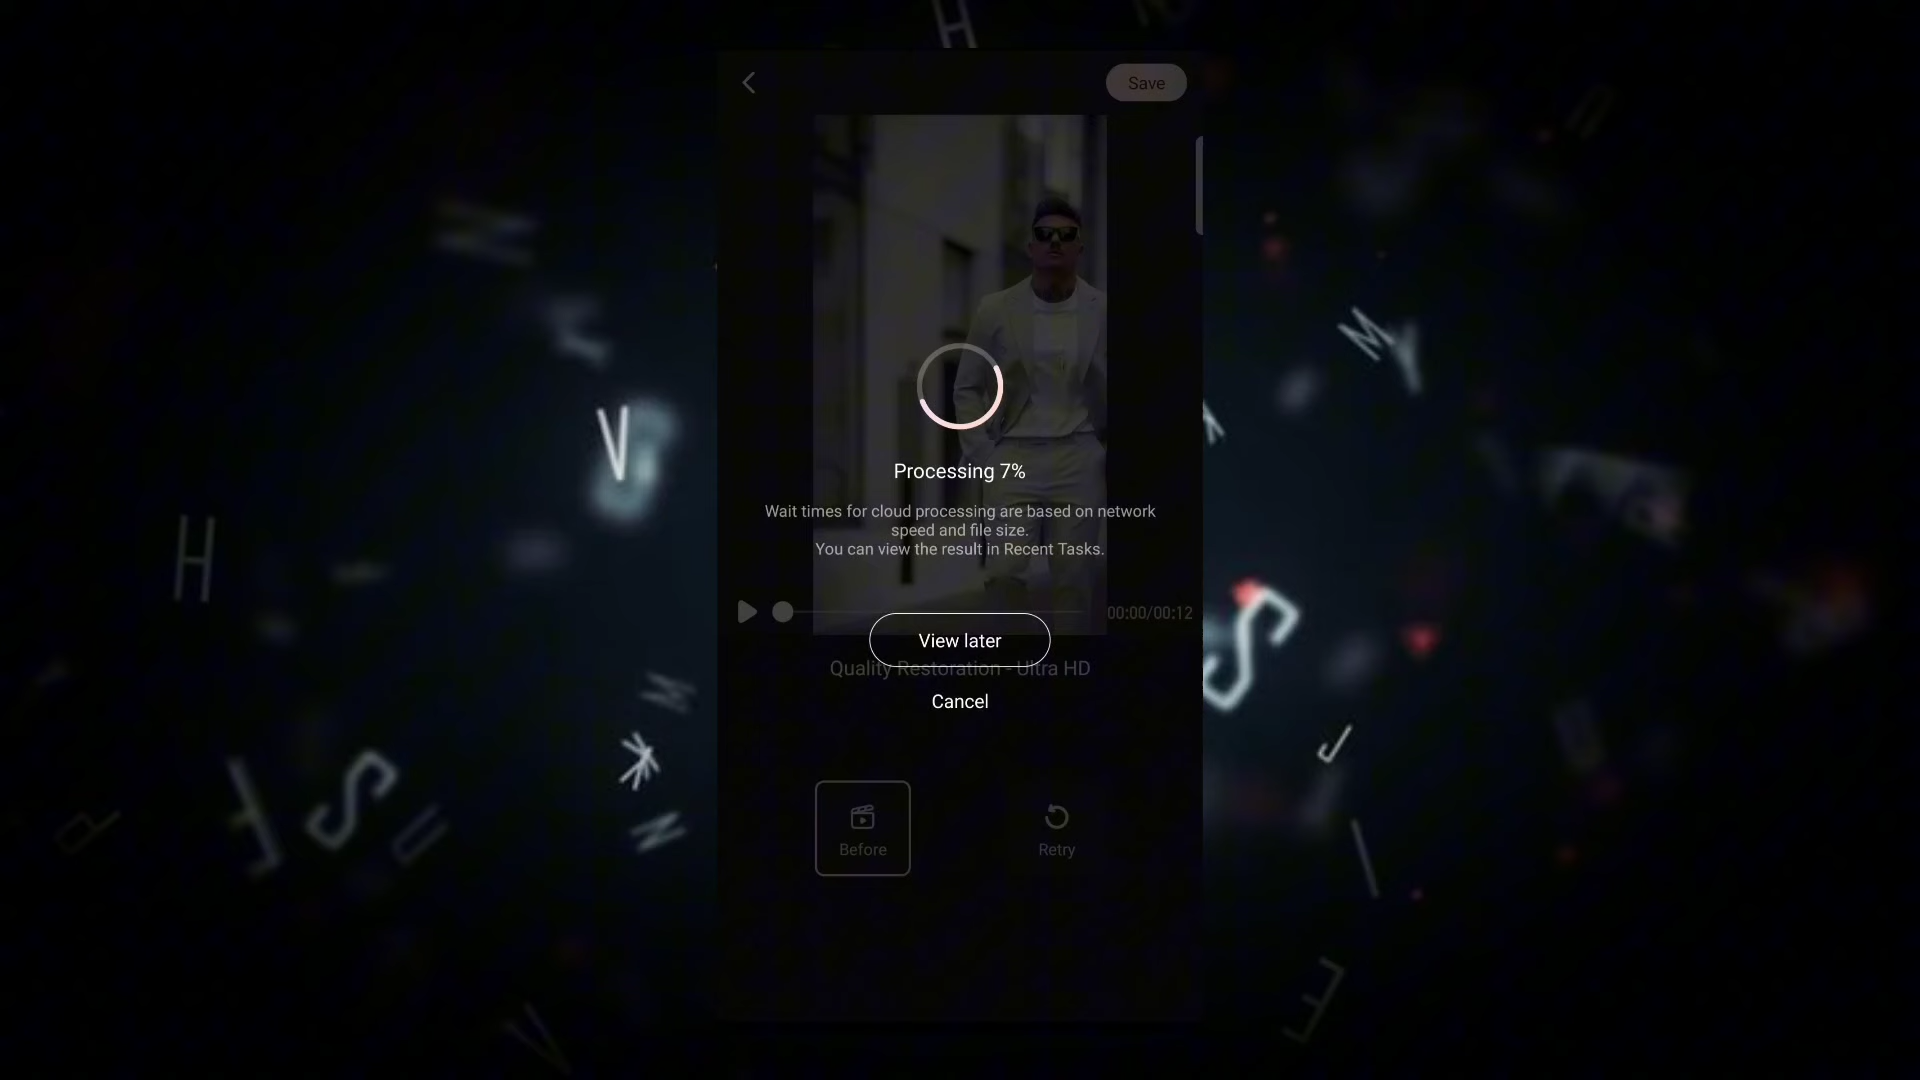 Save
Processing 7%
Wait times for cloud processing are based on network
speed and file size.
You can view the result in Recent Tasks.
00:00/00:12
View later
Quality Restoration - Ultra HD
Cancel
Before
Retry